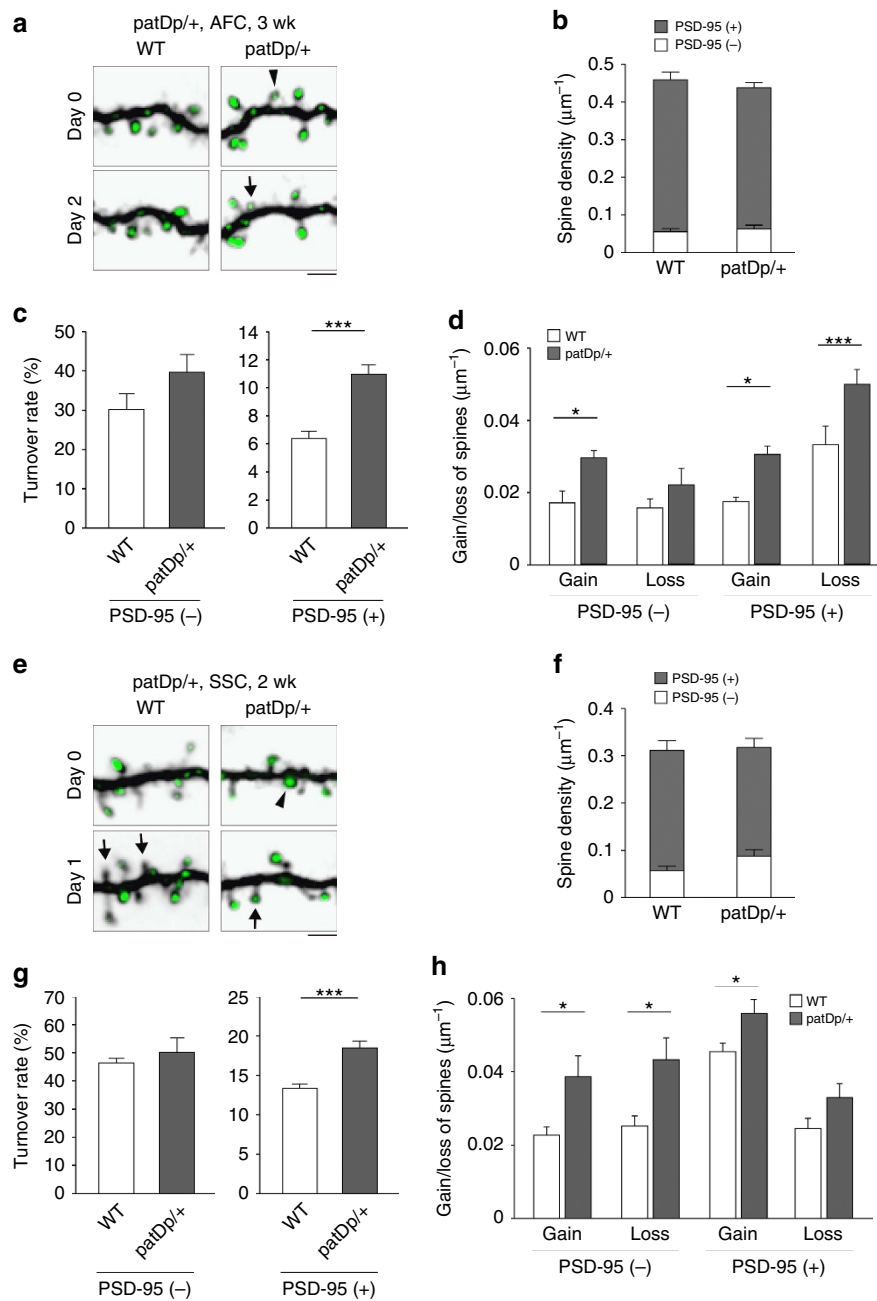 a
patDp/+, AFC, 3 wk
WT patDp/+
Day 0
Day 2
b
PSD-95 (+)
PSD-95 (–)
Spine density (μm⁻¹)
0.5
0.4
0.3
0.2
0.1
0
WT patDp/+
c
Turnover rate (%)
50
40
30
20
10
0
WT
patDp/+
PSD-95 (–)
14
12
10
8
6
4
2
0
***
WT
patDp/+
PSD-95 (+)
d
WT
patDp/+
Gain/loss of spines (μm⁻¹)
0.06
0.04
0.02
0
*
*
***
Gain Loss Gain Loss
PSD-95 (–) PSD-95 (+)
e
patDp/+, SSC, 2 wk
WT patDp/+
Day 0
Day 1
f
PSD-95 (+)
PSD-95 (–)
Spine density (μm⁻¹)
0.4
0.3
0.2
0.1
0
WT patDp/+
g
Turnover rate (%)
70
60
50
40
30
20
10
0
WT
patDp/+
PSD-95 (–)
25
20
15
10
5
0
***
WT
patDp/+
PSD-95 (+)
h
WT
patDp/+
Gain/loss of spines (μm⁻¹)
0.06
0.04
0.02
0
*
*
*
Gain Loss Gain Loss
PSD-95 (–) PSD-95 (+)